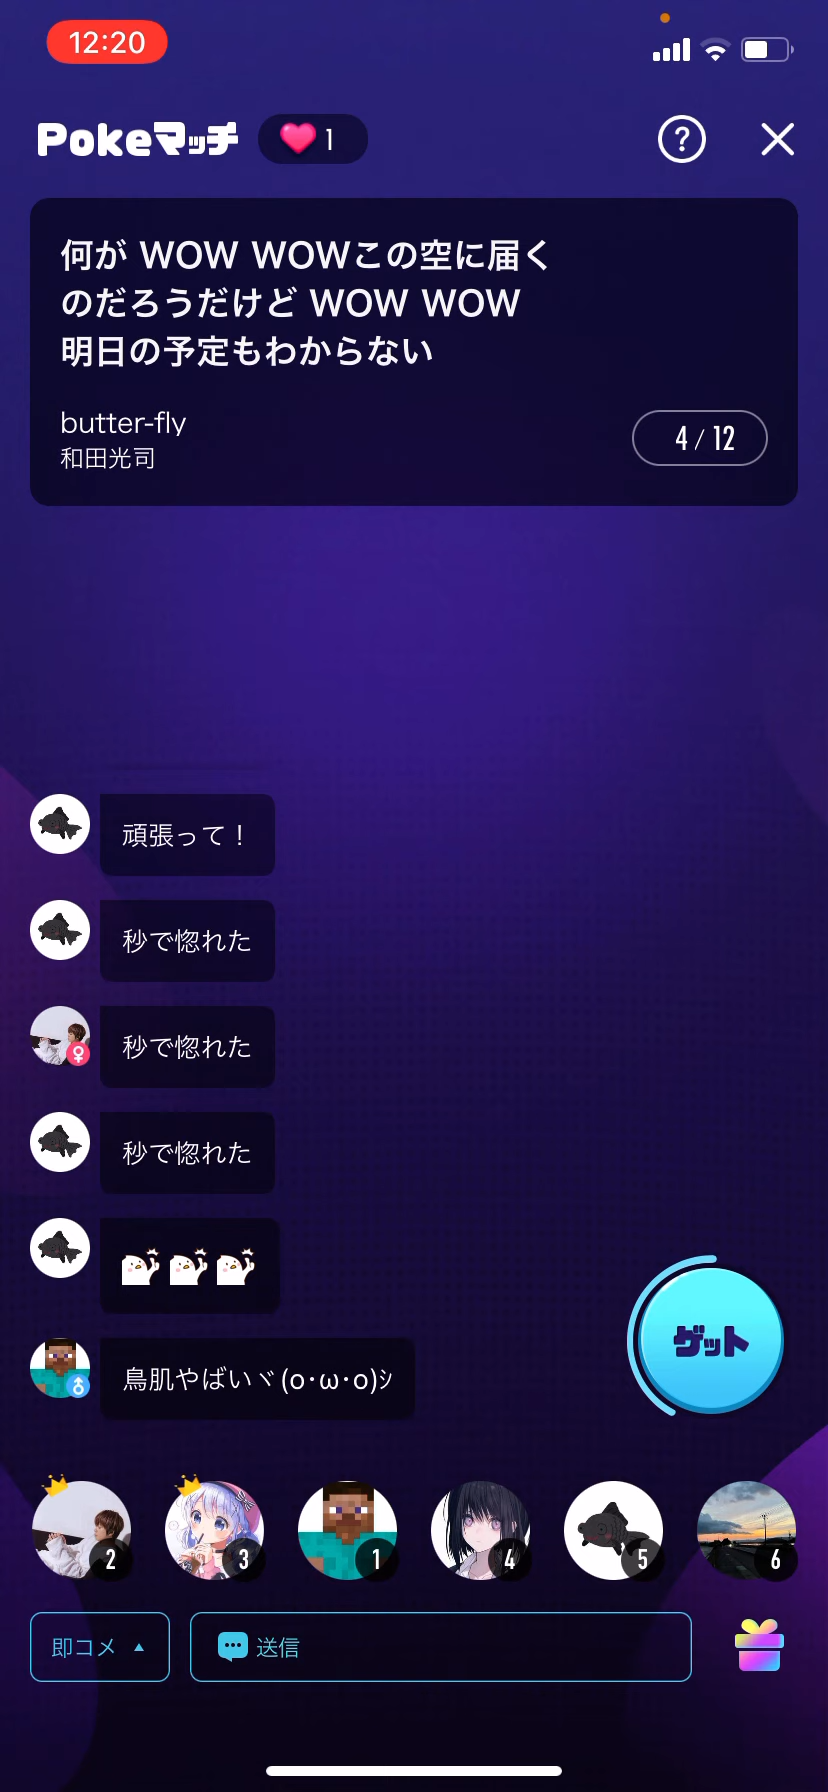 12:20
Pokeマッチ
1
?
何が WOW WOWこの空に届く
のだろうだけど WOW WOW
明日の予定もわからない
butter-fly
和田光司
4 / 12
頑張って！
秒で惚れた
秒で惚れた
秒で惚れた
鳥肌やばいヾ(o･ω･o)ｼ
ゲット
2
3
1
4
5
6
即コメ ▲
送信